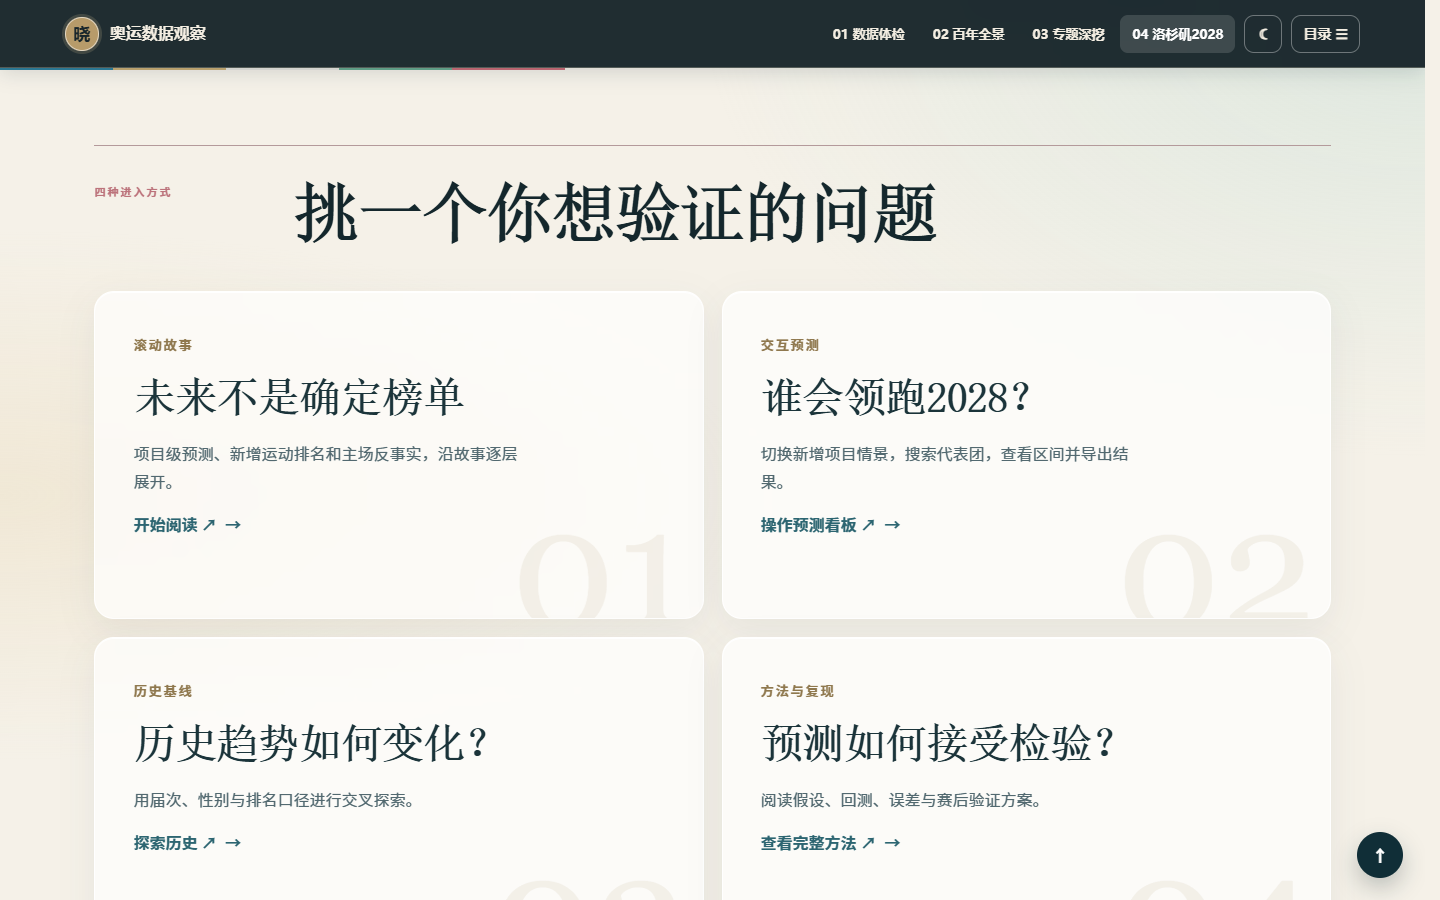 晓 奥运数据观察 01 数据体检 02 百年全景 03 专题深挖 04 洛杉矶2028 目录 ☰
四种进入方式
挑一个你想验证的问题
滚动故事
未来不是确定榜单
项目级预测、新增运动排名和主场反事实，沿故事逐层
展开。
开始阅读 ↗ →
01
交互预测
谁会领跑2028？
切换新增项目情景，搜索代表团，查看区间并导出结
果。
操作预测看板 ↗ →
02
历史基线
历史趋势如何变化？
用届次、性别与排名口径进行交叉探索。
探索历史 ↗ →
03
方法与复现
预测如何接受检验？
阅读假设、回测、误差与赛后验证方案。
查看完整方法 ↗ →
04
↑